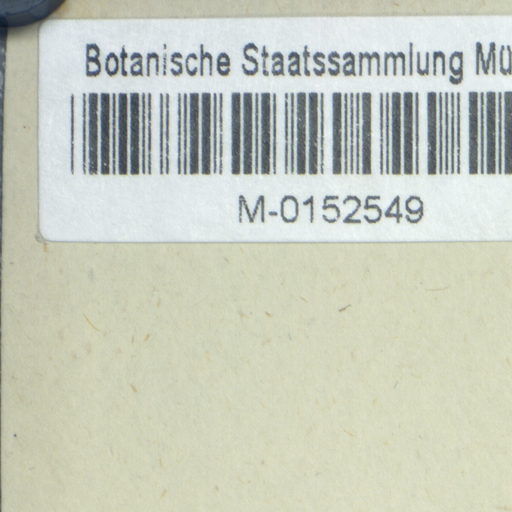 Botanische Staatssammlung Mü
M-0152549